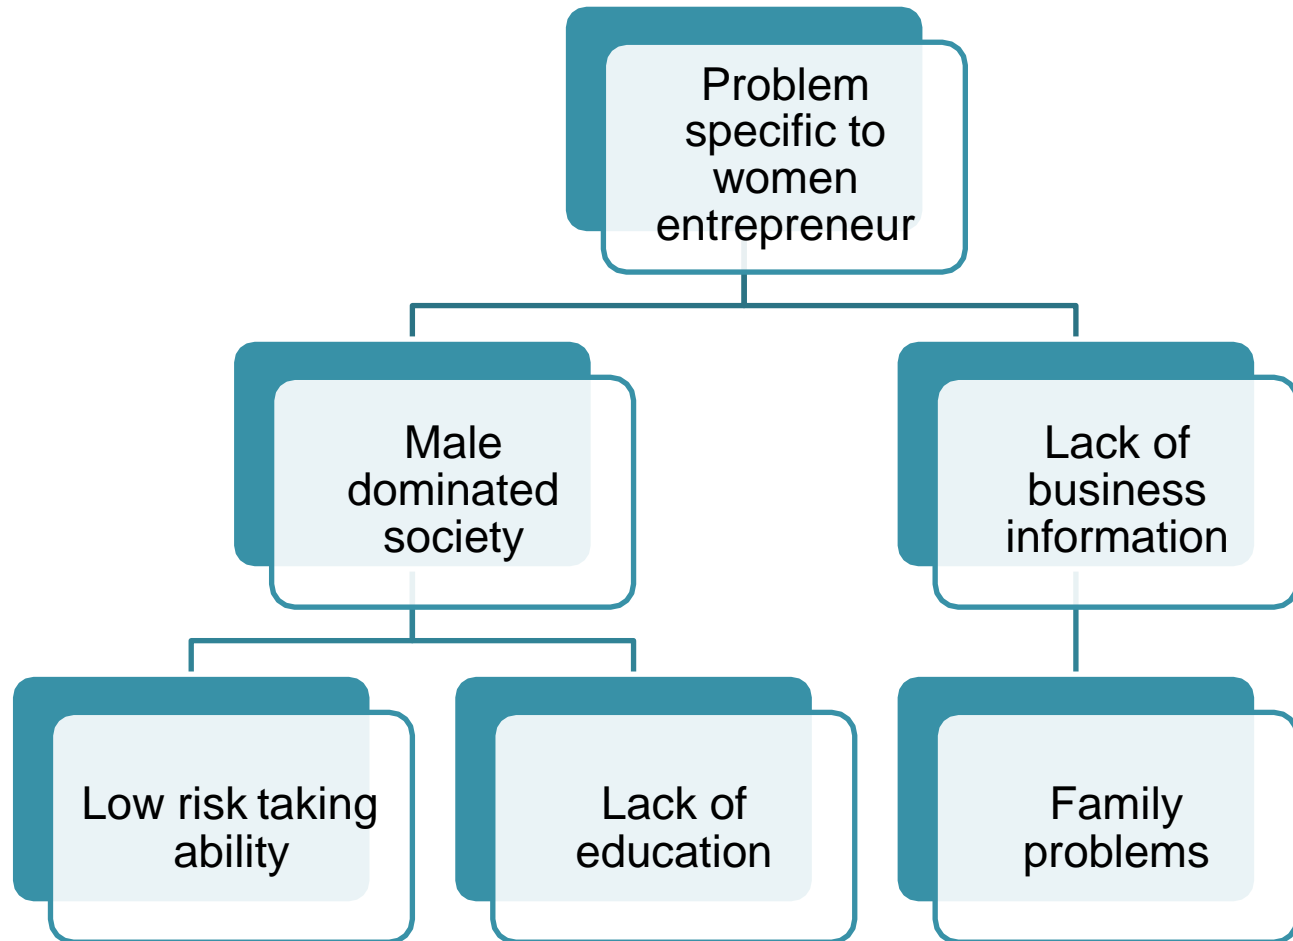 Problem
specific to
women
entrepreneur
Male
dominated
society
Lack of
business
information
Low risk taking
ability
Lack of
education
Family
problems